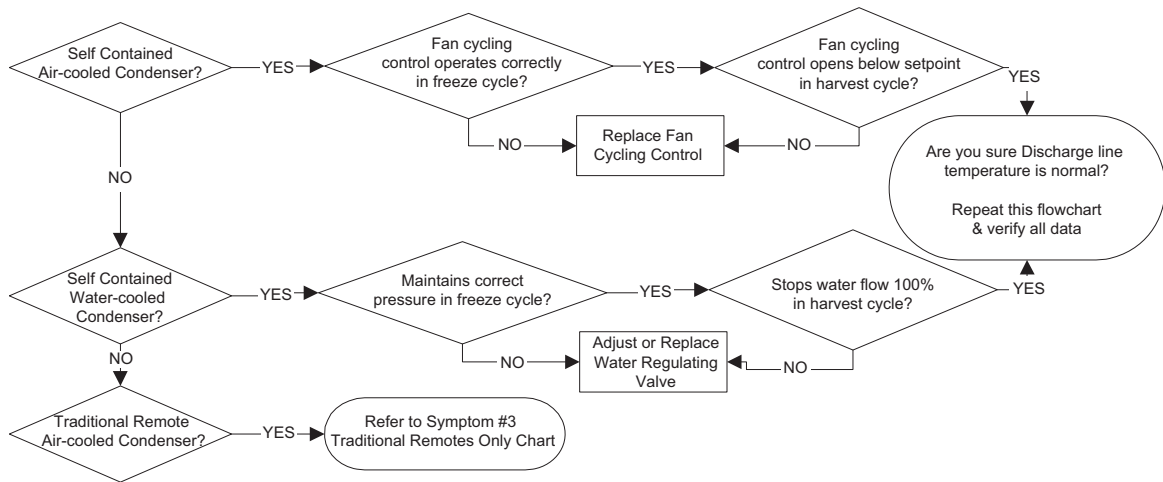 Self Contained
Air-cooled Condenser?
YES
Fan cycling
control operates correctly
in freeze cycle?
YES
Fan cycling
control opens below setpoint
in harvest cycle?
YES
NO
Replace Fan
Cycling Control
NO
NO
Are you sure Discharge line
temperature is normal?
Repeat this flowchart
& verify all data
Self Contained
Water-cooled
Condenser?
YES
Maintains correct
pressure in freeze cycle?
YES
Stops water flow 100%
in harvest cycle?
YES
NO
Adjust or Replace
Water Regulating
Valve
NO
NO
Traditional Remote
Air-cooled Condenser?
YES
Refer to Symptom #3
Traditional Remotes Only Chart